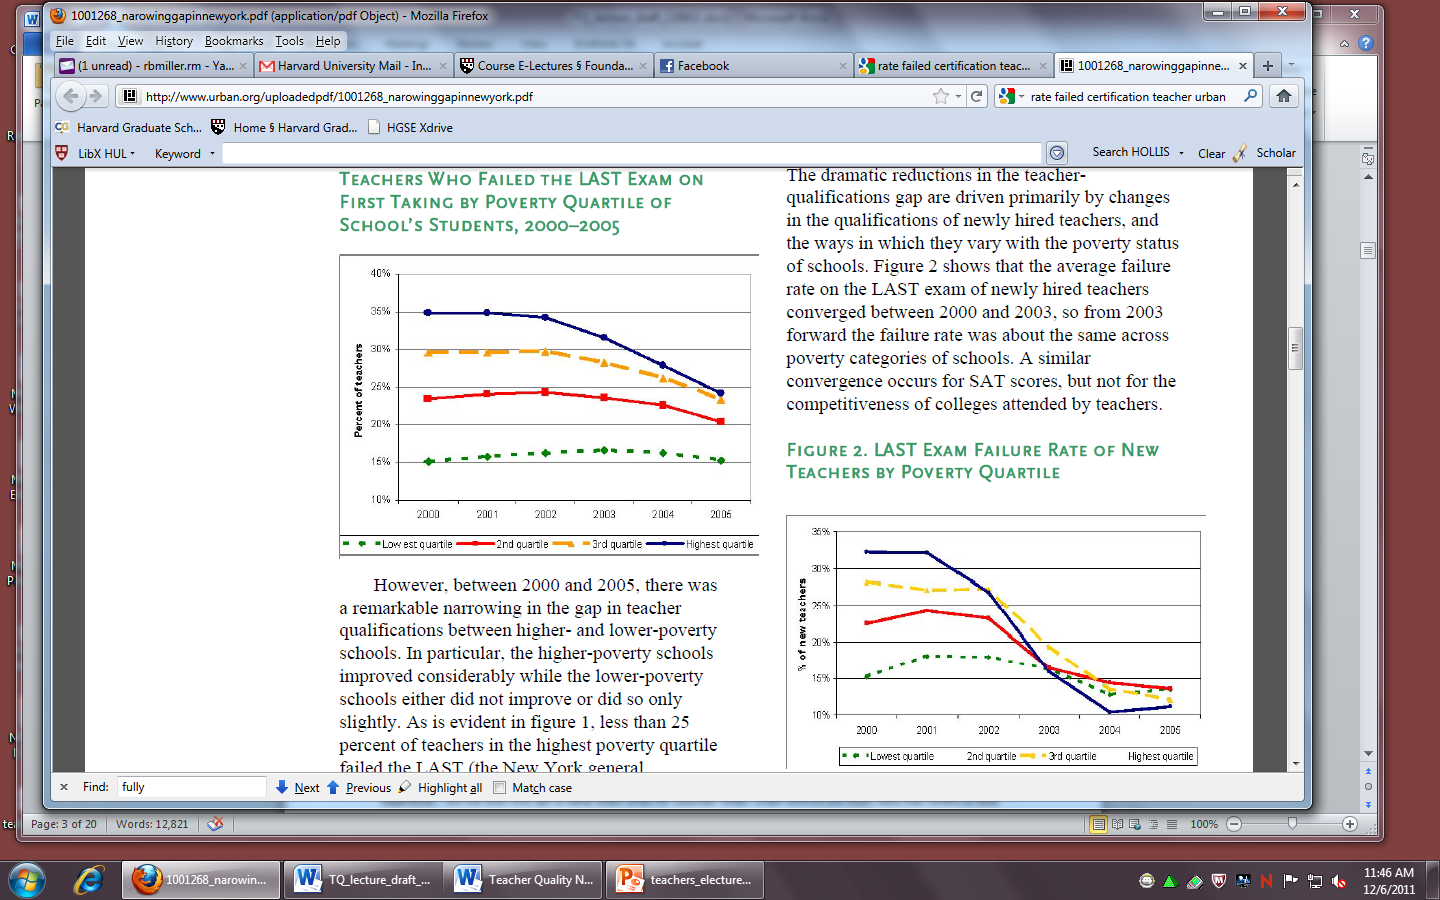 1001268_narowinggapinnewyork.pdf (application/pdf Object) - Mozilla Firefox
File Edit View History Bookmarks Tools Help
(1 unread) - rbmiller.rm - Ya...
Harvard University Mail - In...
Course E-Lectures § Founda...
Facebook
rate failed certification teac...
1001268_narowinggapinne...
http://www.urban.org/uploadedpdf/1001268_narowinggapinnewyork.pdf
rate failed certification teacher urban
Harvard Graduate Sch...
Home § Harvard Grad...
HGSE Xdrive
LibX HUL
Keyword
Search HOLLIS
Clear
Scholar
Teachers Who Failed the LAST Exam on
First Taking by Poverty Quartile of
School's Students, 2000–2005
40%
35%
30%
25%
20%
15%
10%
Percent of teachers
2000 2001 2002 2003 2004 2005
Lowest quartile 2nd quartile 3rd quartile Highest quartile
However, between 2000 and 2005, there was
a remarkable narrowing in the gap in teacher
qualifications between higher- and lower-poverty
schools. In particular, the higher-poverty schools
improved considerably while the lower-poverty
schools either did not improve or did so only
slightly. As is evident in figure 1, less than 25
percent of teachers in the highest poverty quartile
failed the LAST (the New York general
The dramatic reductions in the teacher-
qualifications gap are driven primarily by changes
in the qualifications of newly hired teachers, and
the ways in which they vary with the poverty status
of schools. Figure 2 shows that the average failure
rate on the LAST exam of newly hired teachers
converged between 2000 and 2003, so from 2003
forward the failure rate was about the same across
poverty categories of schools. A similar
convergence occurs for SAT scores, but not for the
competitiveness of colleges attended by teachers.
Figure 2. LAST Exam Failure Rate of New
Teachers by Poverty Quartile
35%
30%
25%
20%
15%
10%
% of new teachers
2000 2001 2002 2003 2004 2005
Lowest quartile 2nd quartile 3rd quartile Highest quartile
Find: fully Next Previous Highlight all Match case
Page: 3 of 20 Words: 12,821
100%
1001268_narowin...
TQ_lecture_draft_...
Teacher Quality N...
teachers_electure...
11:46 AM
12/6/2011